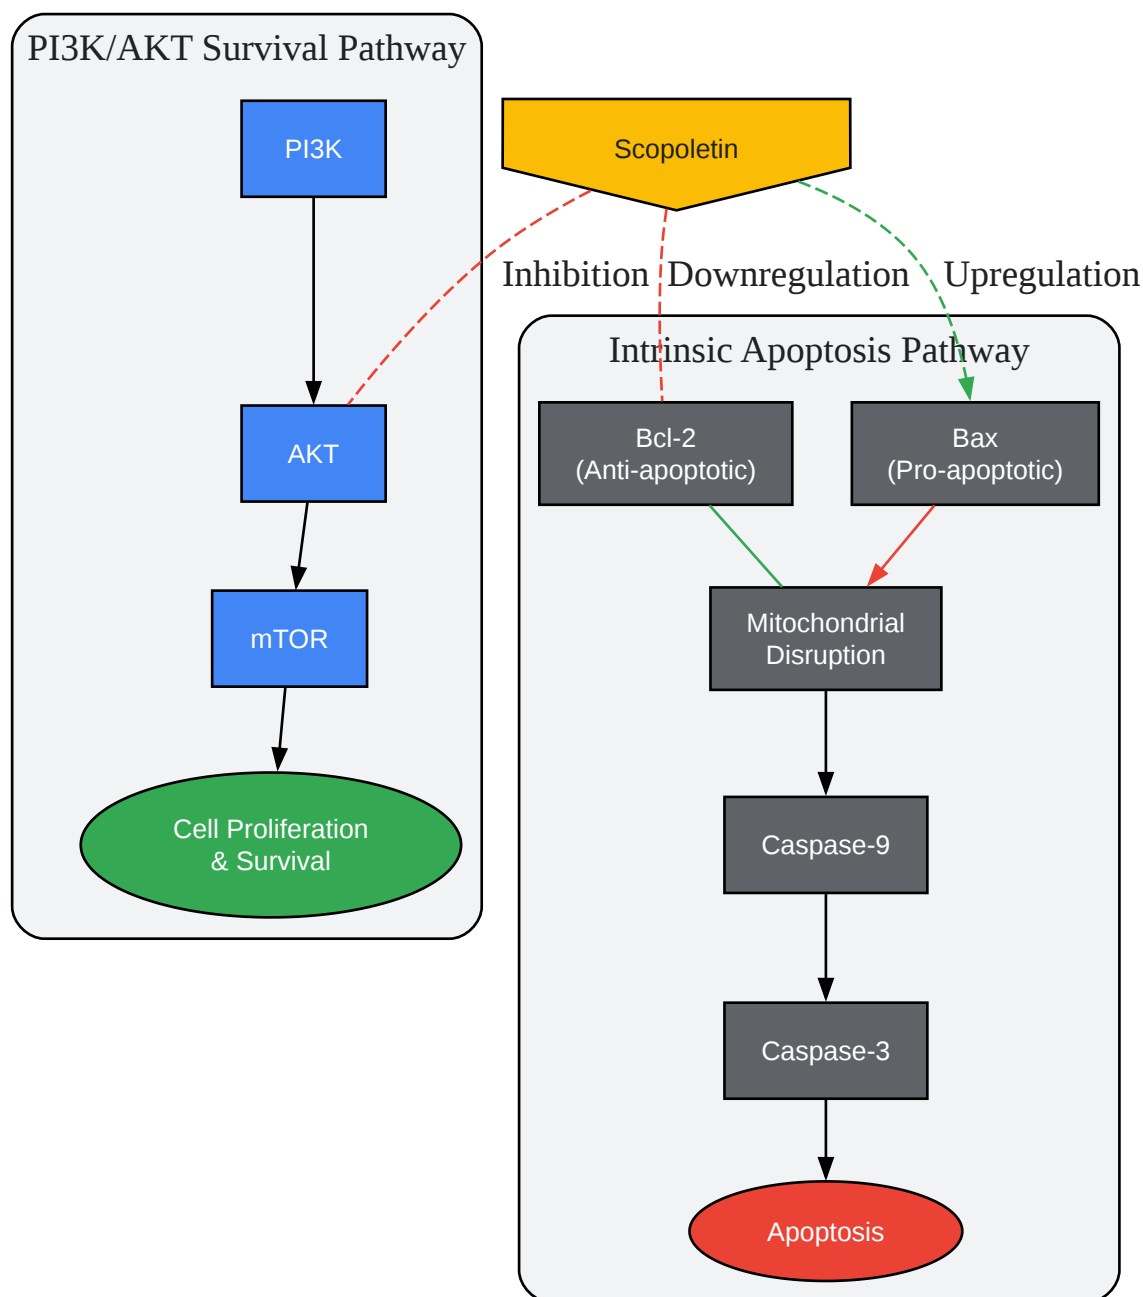 PI3K/AKT Survival Pathway
PI3K
Scopoletin
Inhibition
Downregulation
Upregulation
Intrinsic Apoptosis Pathway
AKT
Bcl-2
(Anti-apoptotic)
Bax
(Pro-apoptotic)
mTOR
Mitochondrial
Disruption
Cell Proliferation
& Survival
Caspase-9
Caspase-3
Apoptosis